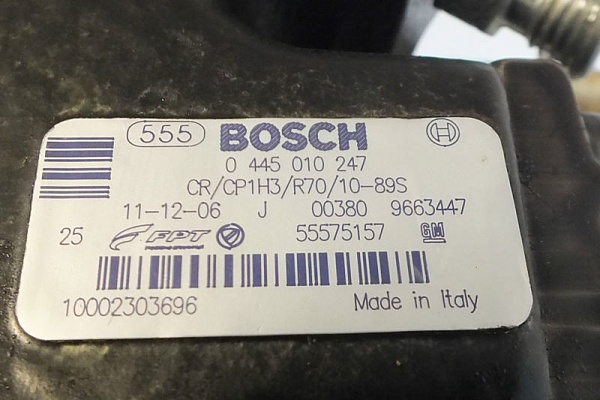 555 BOSCH
0 445 010 247
CR/CP1H3/R70/10-89S
11-12-06 J 00380 9663447
25 FPT 55575157 GM
10002303696 Made in Italy